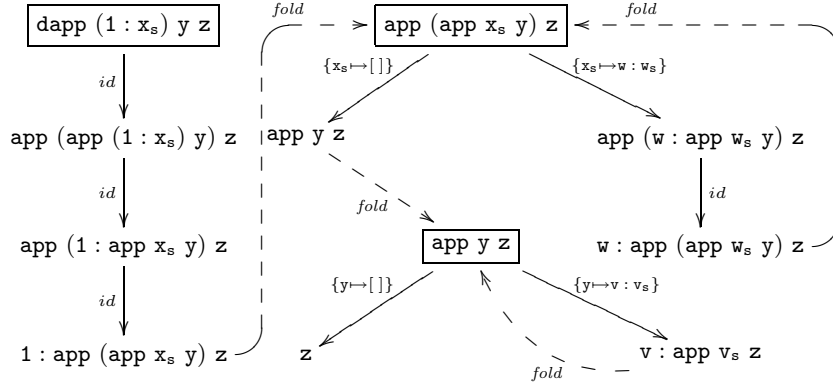 fold fold
dapp (1 : xₛ) y z app (app xₛ y) z
{xₛ↦[ ]} {xₛ↦w : wₛ}
id
app (app (1 : xₛ) y) z app y z app (w : app wₛ y) z
id fold id
app (1 : app xₛ y) z app y z w : app (app wₛ y) z
id {y↦[ ]} {y↦v : vₛ}
1 : app (app xₛ y) z z v : app vₛ z
fold